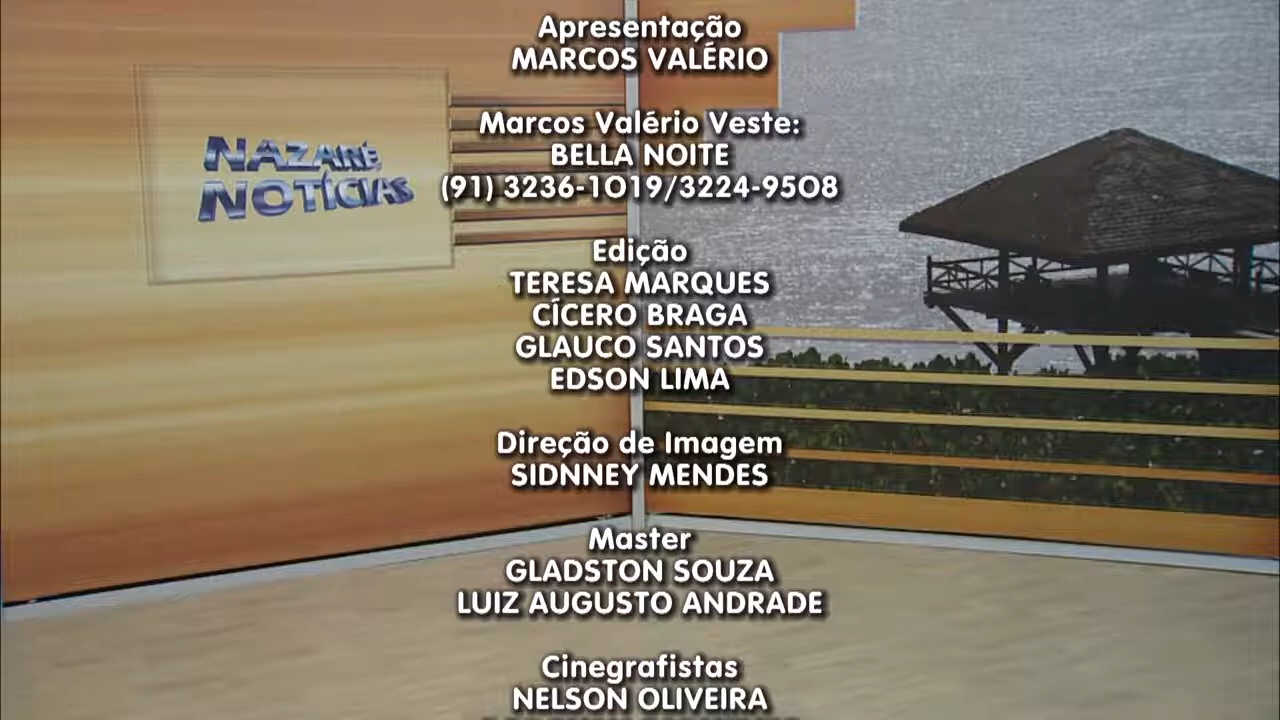 Apresentação
MARCOS VALÉRIO
NAZARÉ
NOTÍCIAS
Marcos Valério Veste:
BELLA NOITE
(91) 3236-1019/3224-9508
Edição
TERESA MARQUES
CÍCERO BRAGA
GLAUCO SANTOS
EDSON LIMA
Direção de Imagem
SIDNNEY MENDES
Master
GLADSTON SOUZA
LUIZ AUGUSTO ANDRADE
Cinegrafistas
NELSON OLIVEIRA